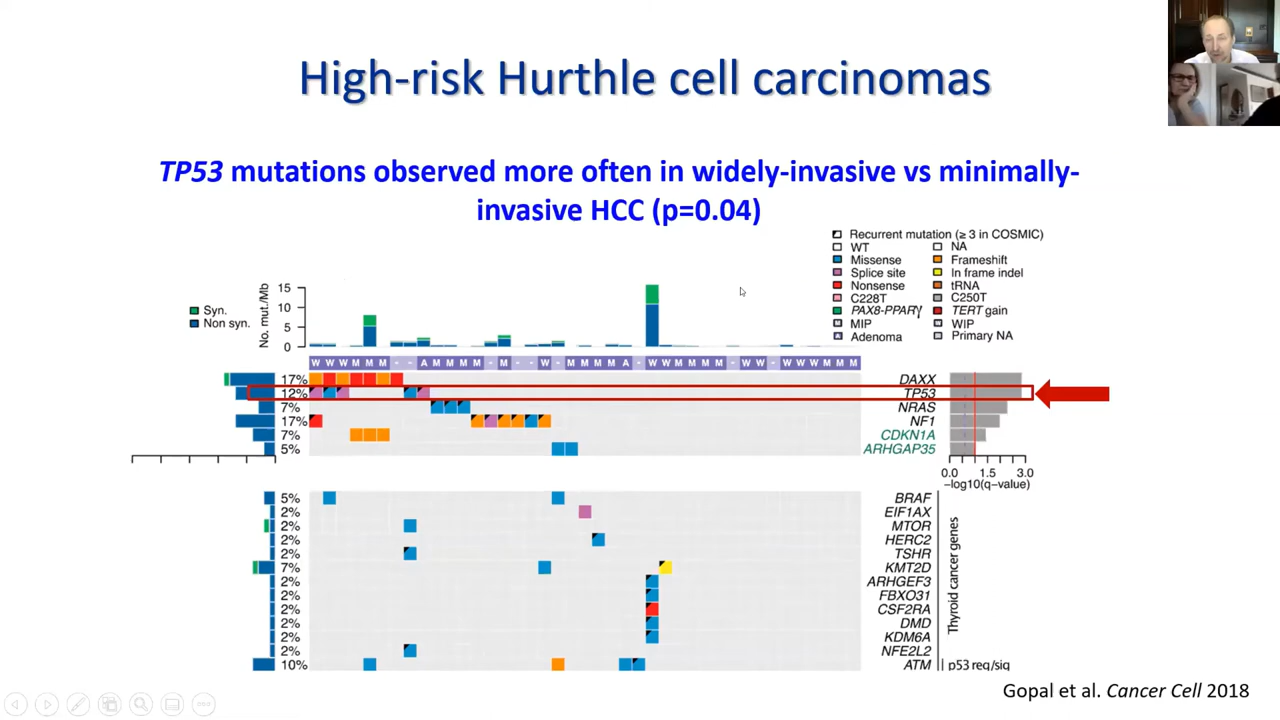 High-risk Hurthle cell carcinomas
TP53 mutations observed more often in widely-invasive vs minimally-
invasive HCC (p=0.04)
Recurrent mutation (≥ 3 in COSMIC)
WT NA
Missense Frameshift
Splice site In frame indel
Nonsense tRNA
C228T C250T
PAX8-PPARγ TERT gain
MIP WIP
Adenoma Primary NA
Syn.
Non syn.
No. mut./Mb
15
10
5
0
W W W M M M - - A M M M M - M - - W - M M M M A - W W M M M M - W W - W W W M M M
17% DAXX
12% TP53
7% NRAS
17% NF1
7% CDKN1A
5% ARHGAP35
0.0 1.5 3.0
−log10(q-value)
5% BRAF
2% EIF1AX
2% MTOR
2% HERC2
2% TSHR
7% KMT2D
2% ARHGEF3
2% FBXO31
2% CSF2RA
2% DMD
2% KDM6A
2% NFE2L2
10% ATM
Thyroid cancer genes
p53 reg/sig
Gopal et al. Cancer Cell 2018